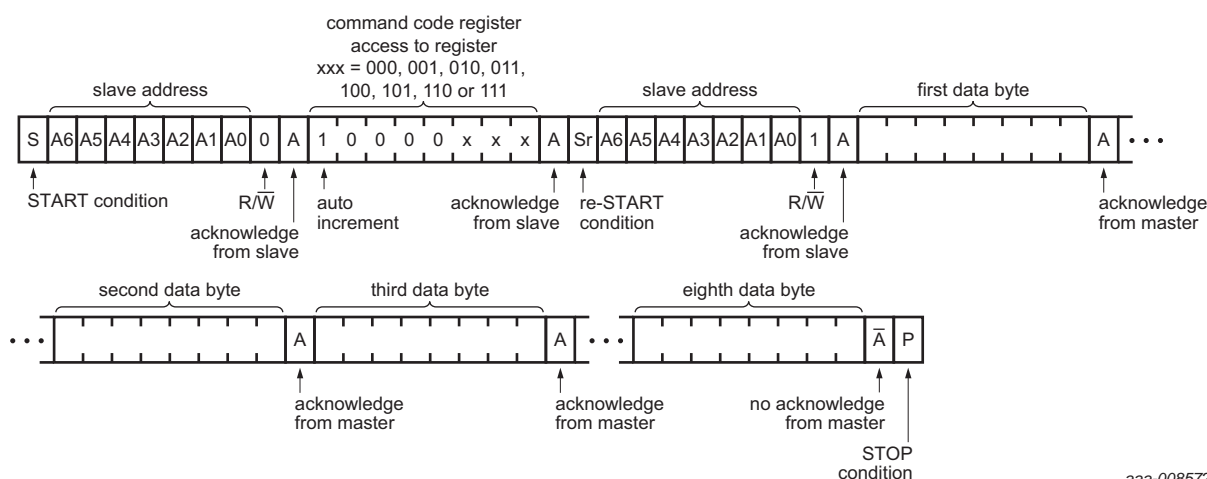 command code register
access to register
xxx = 000, 001, 010, 011,
100, 101, 110 or 111
slave address
slave address
first data byte
S A6 A5 A4 A3 A2 A1 A0 0 A 1 0 0 0 0 x x x A Sr A6 A5 A4 A3 A2 A1 A0 1 A A • • •
START condition
R/W̅
acknowledge
from slave
auto
increment
acknowledge
from slave
re-START
condition
R/W̅
acknowledge
from slave
acknowledge
from master
second data byte
third data byte
eighth data byte
• • • A A • • • A̅ P
acknowledge
from master
acknowledge
from master
no acknowledge
from master
STOP
condition